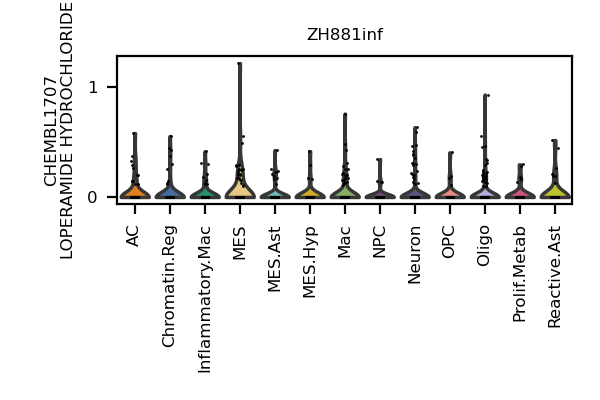 ZH881inf
CHEMBL1707
LOPERAMIDE HYDROCHLORIDE
1
0
AC
Chromatin.Reg
Inflammatory.Mac
MES
MES.Ast
MES.Hyp
Mac
NPC
Neuron
OPC
Oligo
Prolif.Metab
Reactive.Ast